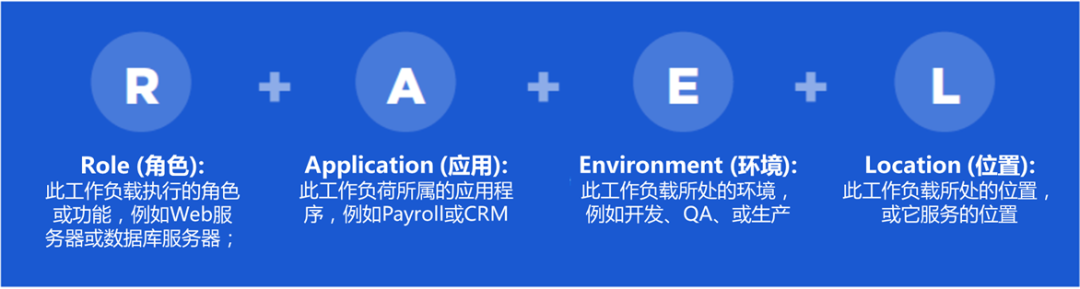 R + A + E + L
Role (角色):
此工作负载执行的角色
或功能，例如Web服
务器或数据库服务器；
Application (应用):
此工作负荷所属的应用程
序，例如Payroll或CRM
Environment (环境):
此工作负载所处的环境，
例如开发、QA、或生产
Location (位置):
此工作负载所处的位置，
或它服务的位置